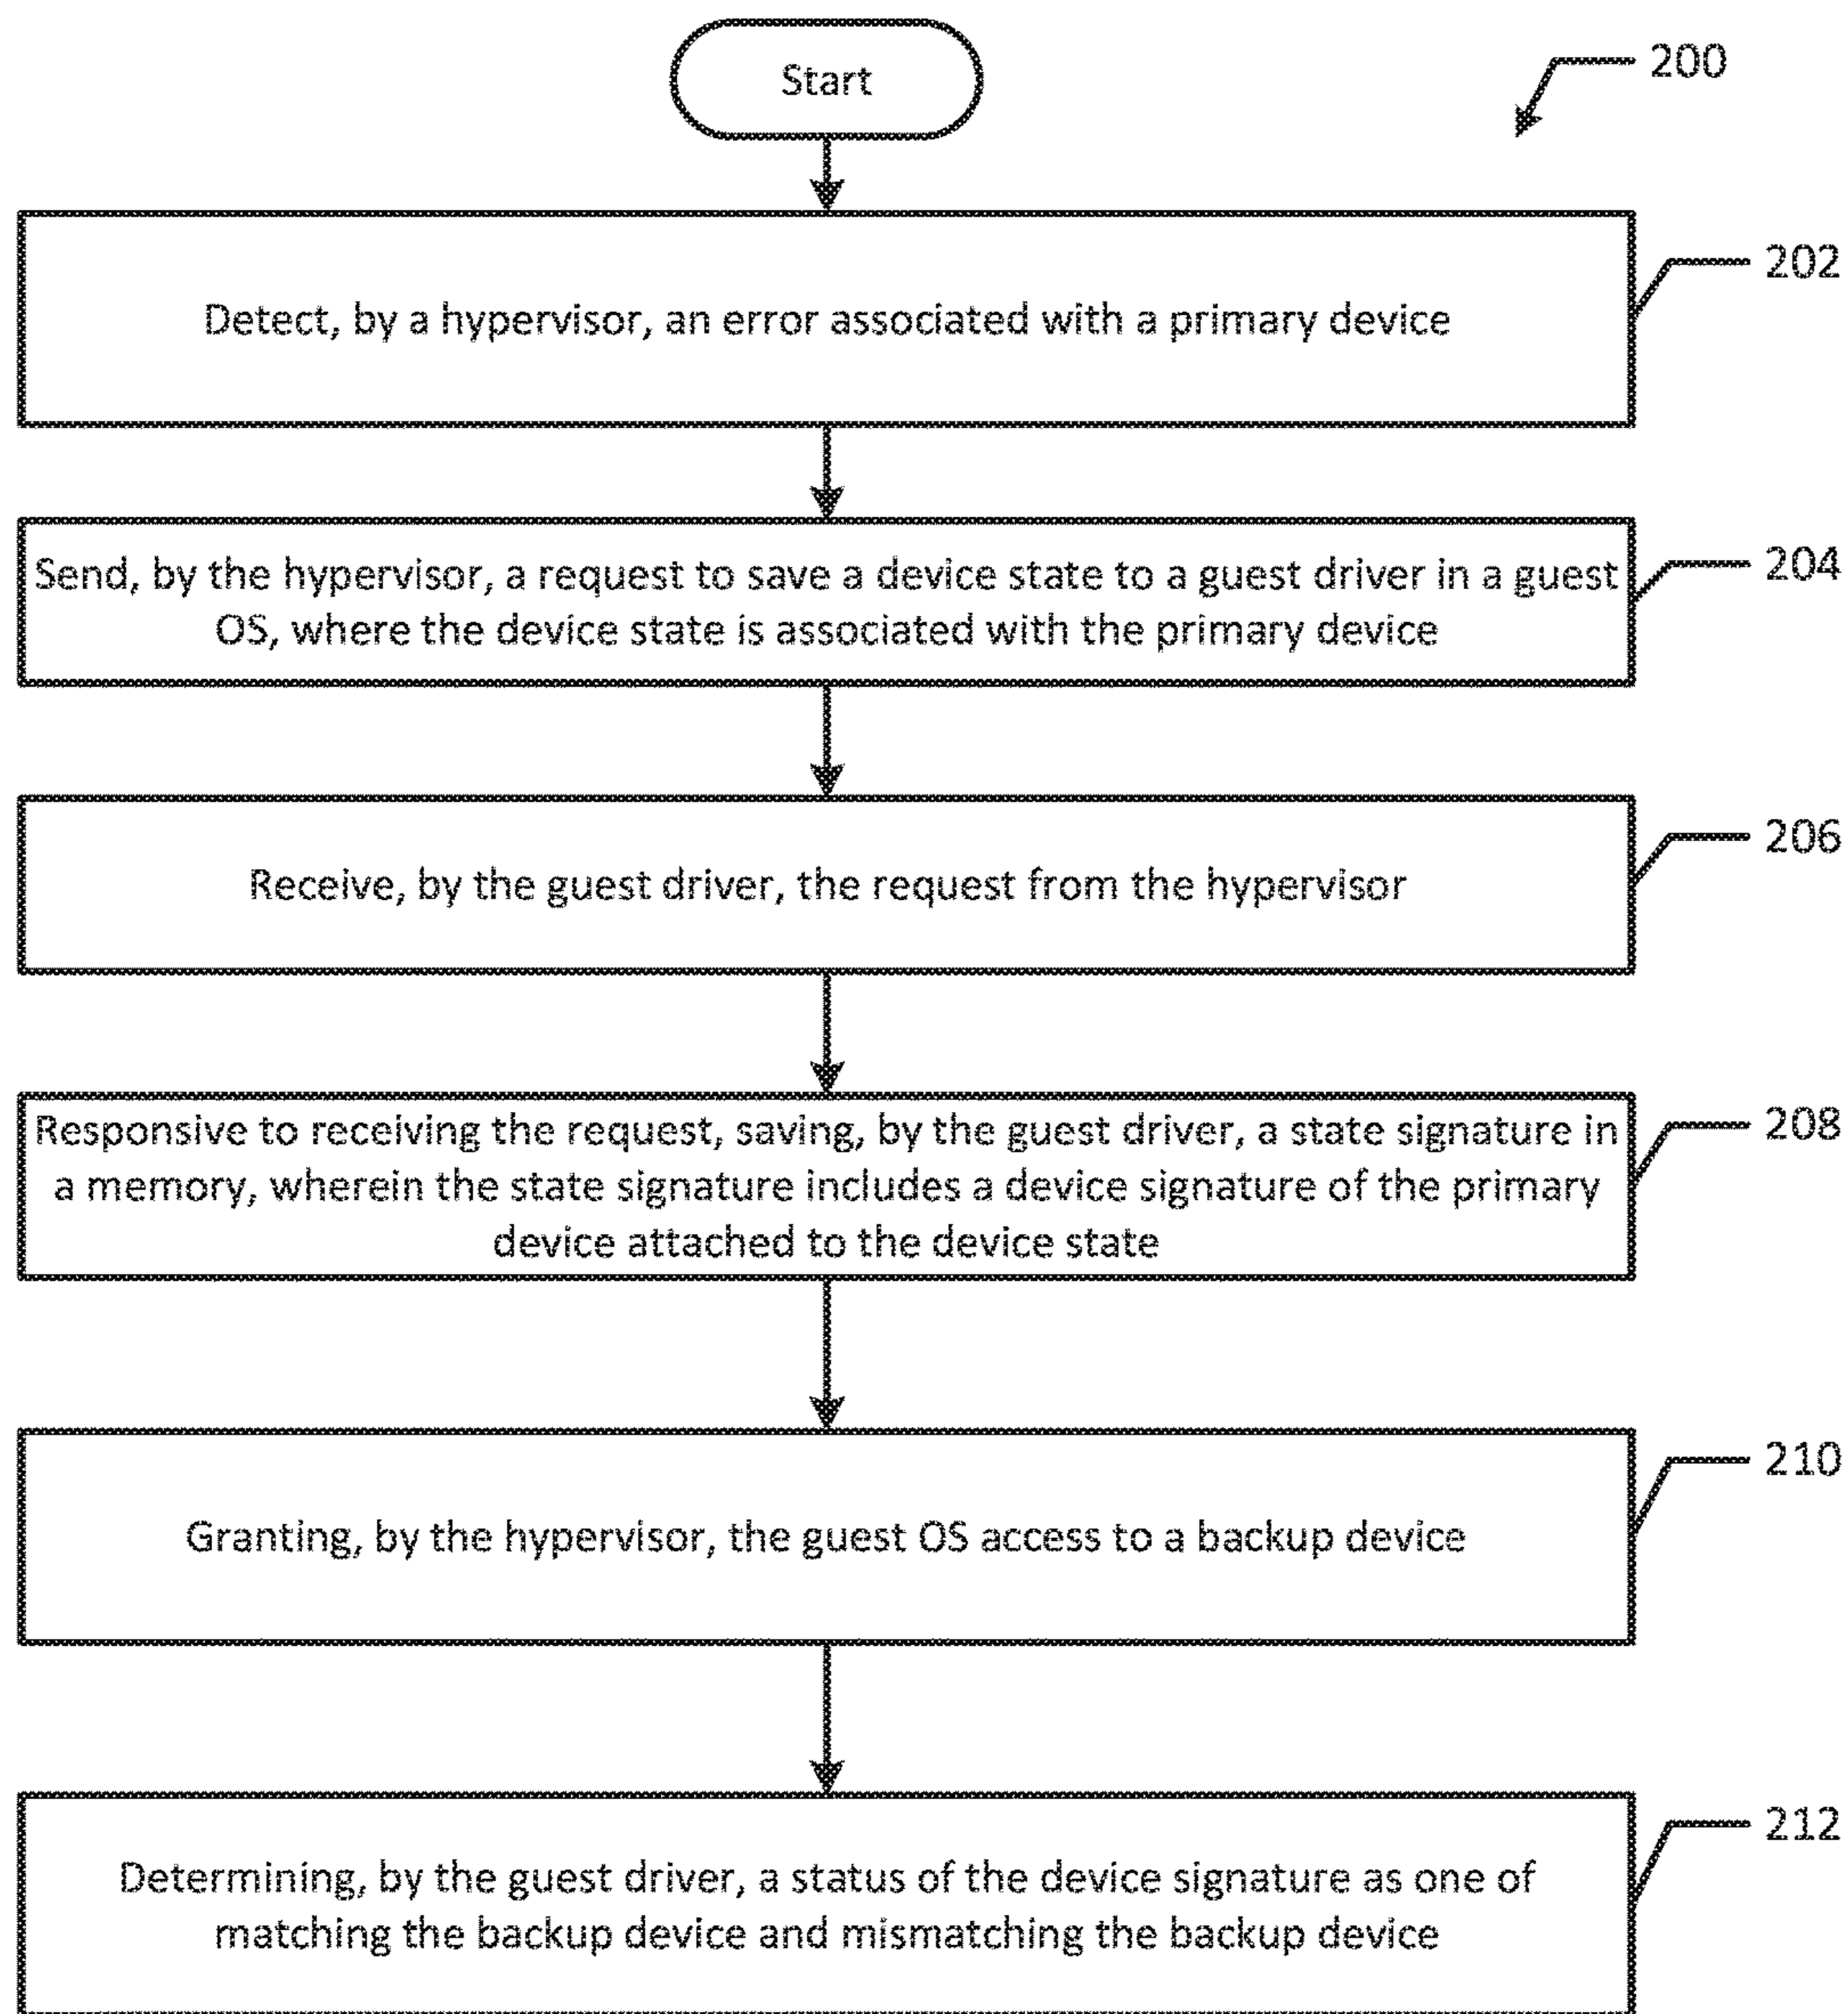 Start
200
Detect, by a hypervisor, an error associated with a primary device
202
Send, by the hypervisor, a request to save a device state to a guest driver in a guest
OS, where the device state is associated with the primary device
204
Receive, by the guest driver, the request from the hypervisor
206
Responsive to receiving the request, saving, by the guest driver, a state signature in
a memory, wherein the state signature includes a device signature of the primary
device attached to the device state
208
Granting, by the hypervisor, the guest OS access to a backup device
210
Determining, by the guest driver, a status of the device signature as one of
matching the backup device and mismatching the backup device
212